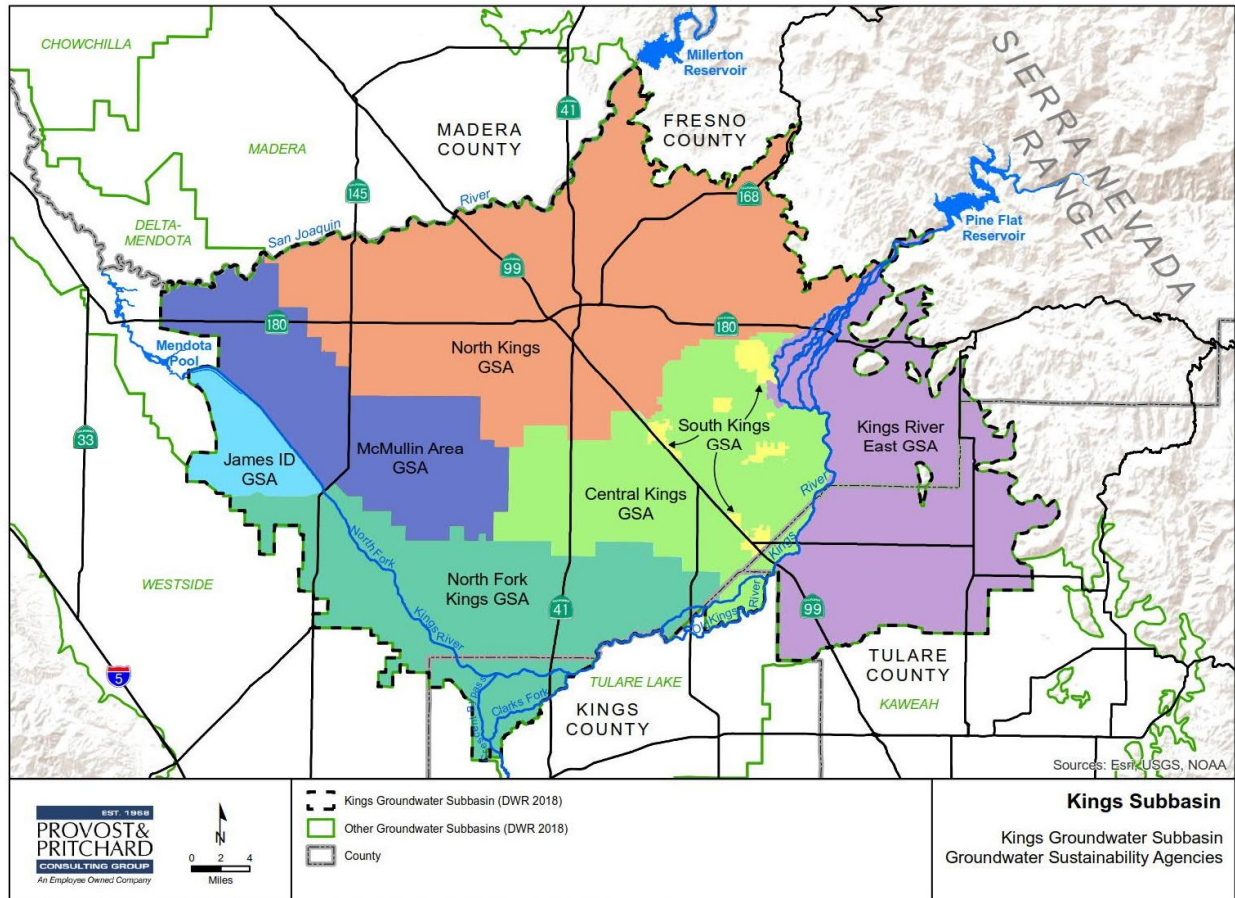 CHOWCHILLA
Millerton
Reservoir
SIERRA NEVADA
RANGE
41
MADERA
COUNTY
FRESNO
COUNTY
MADERA
145
168
DELTA-
MENDOTA
San Joaquin
River
Pine Flat
Reservoir
99
180
180
Mendota
Pool
North Kings
GSA
33
South Kings
GSA
Kings River
East GSA
McMullin Area
GSA
James ID
GSA
Central Kings
GSA
River
Kings
North Fork
Kings
River
WESTSIDE
North Fork
Kings GSA
41
Kings
River
99
5
TULARE LAKE
TULARE
COUNTY
KINGS
COUNTY
KAWEAH
Clarks Fork
Sources: Esri, USGS, NOAA
EST. 1968
PROVOST&
PRITCHARD
CONSULTING GROUP
An Employee Owned Company
N
0 2 4
Miles
Kings Groundwater Subbasin (DWR 2018)
Other Groundwater Subbasins (DWR 2018)
County
Kings Subbasin
Kings Groundwater Subbasin
Groundwater Sustainability Agencies